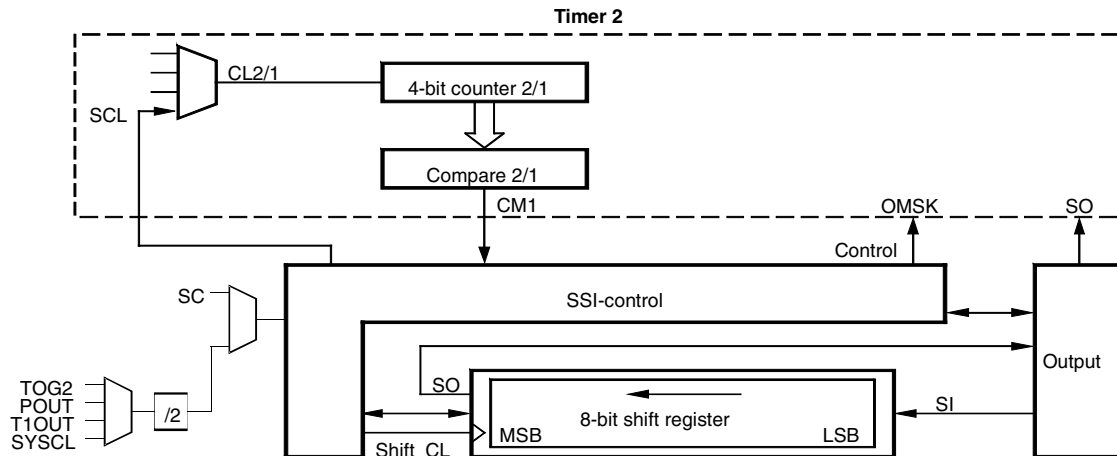 Timer 2
CL2/1
4-bit counter 2/1
SCL
Compare 2/1
CM1
OMSK
SO
Control
SC
SSI-control
TOG2
POUT
T1OUT
SYSCL
/2
SO
Output
8-bit shift register
SI
MSB
LSB
Shift_CL